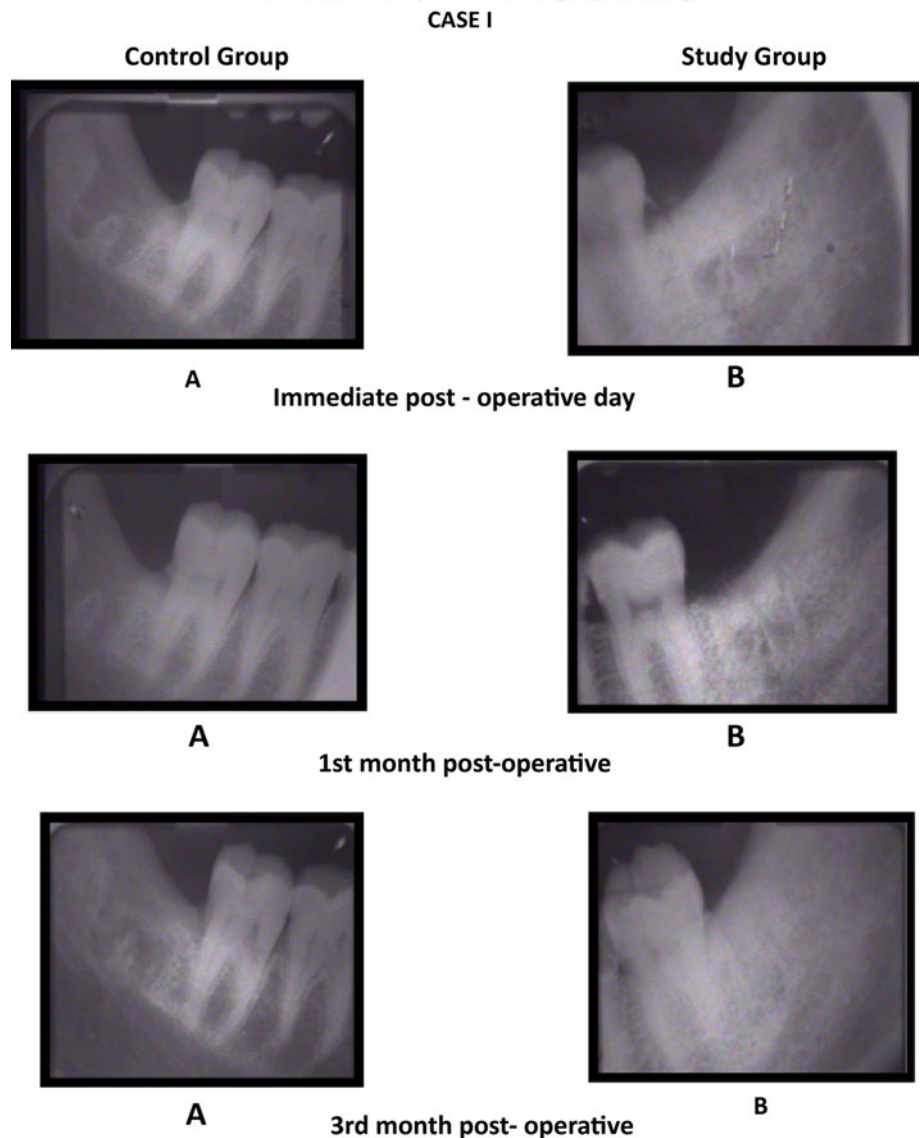 CASE I
Control Group Study Group
A B
Immediate post - operative day
A B
1st month post-operative
A B
3rd month post- operative